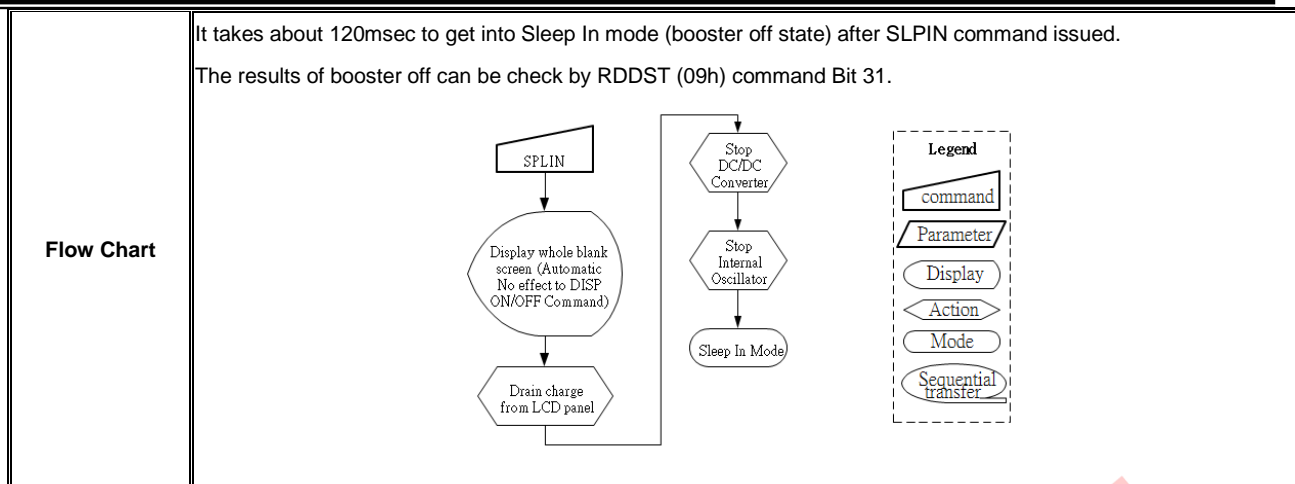 It takes about 120msec to get into Sleep In mode (booster off state) after SLPIN command issued.
The results of booster off can be check by RDDST (09h) command Bit 31.
Flow Chart
SPLIN
Display whole blank
screen (Automatic
No effect to DISP
ON/OFF Command)
Drain charge
from LCD panel
Stop
DC/DC
Converter
Stop
Internal
Oscillator
Sleep In Mode
Legend
command
Parameter
Display
Action
Mode
Sequential
transfer